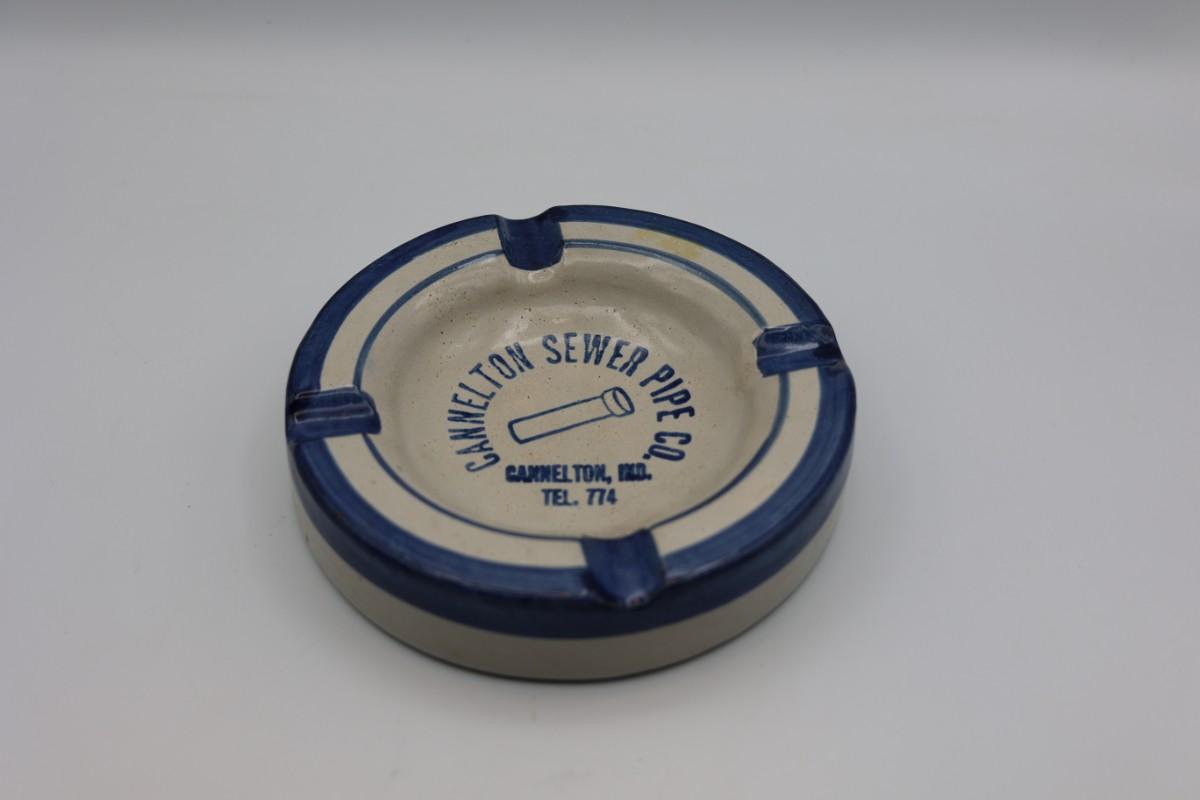 CANNELTON SEWER PIPE CO.
CANNELTON, IND.
TEL. 774